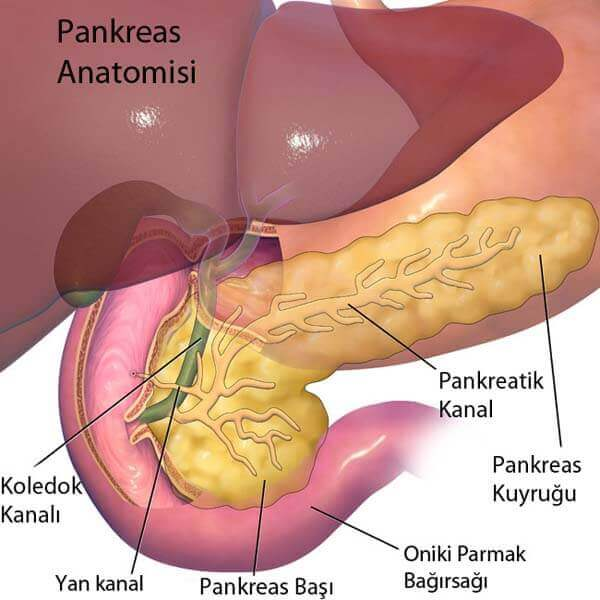 Pankreas
Anatomisi
Pankreatik
Kanal
Pankreas
Kuyruğu
Koledok
Kanalı
Oniki Parmak
Bağırsağı
Yan kanal
Pankreas Başı